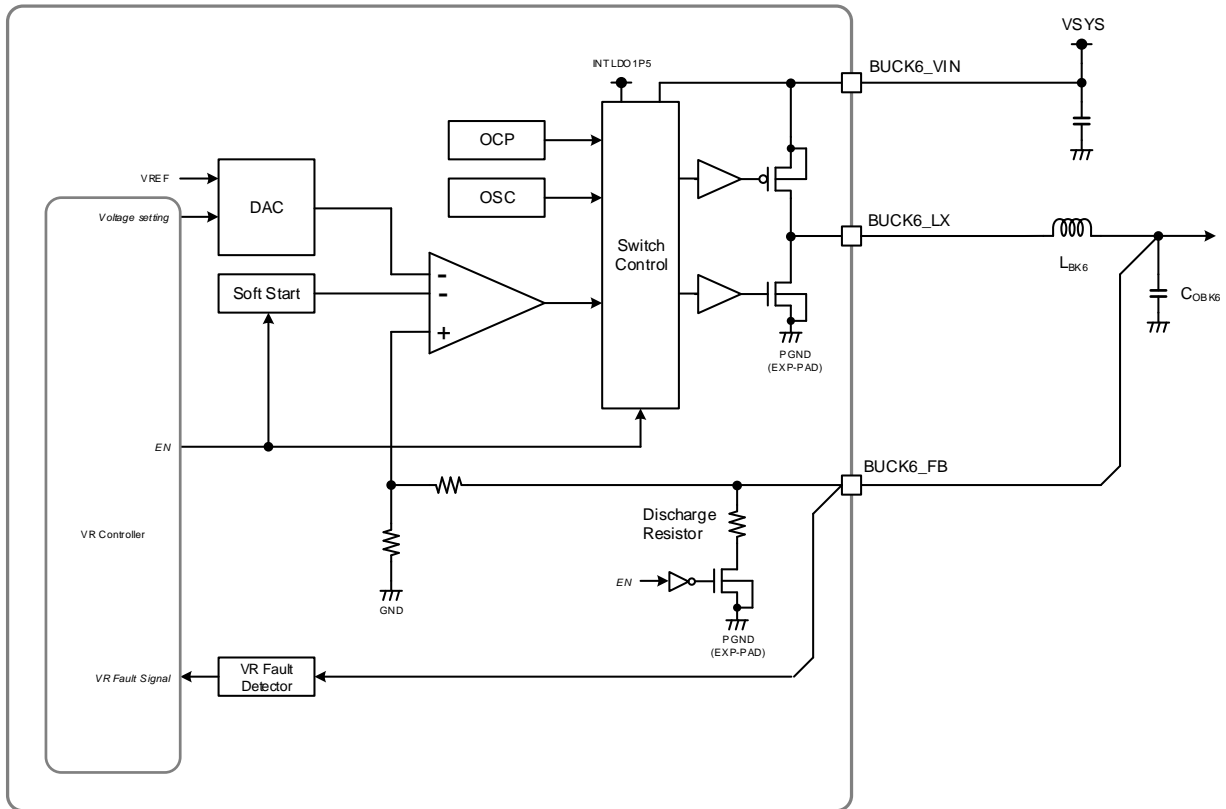 VSYS
INTLDO1P5
BUCK6_VIN
OCP
VREF
DAC
OSC
Voltage setting
BUCK6_LX
Switch
Control
LBK6
Soft Start
-
-
+
COBK6
PGND
(EXP-PAD)
EN
BUCK6_FB
Discharge
Resistor
VR Controller
EN
GND
PGND
(EXP-PAD)
VR Fault Signal
VR Fault
Detector